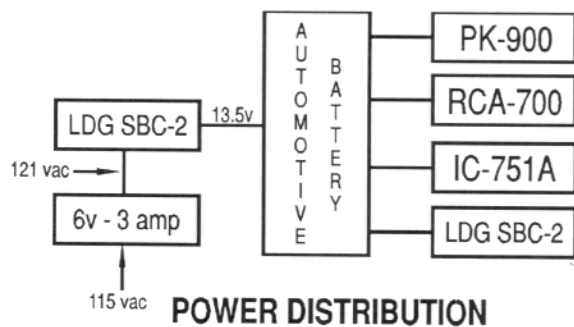 PK-900
AUTOMOTIVE
BATTERY
RCA-700
LDG SBC-2
13.5v
IC-751A
121 vac
6v - 3 amp
LDG SBC-2
115 vac
POWER DISTRIBUTION